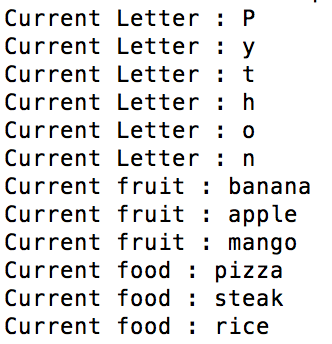 Current Letter : P
Current Letter : y
Current Letter : t
Current Letter : h
Current Letter : o
Current Letter : n
Current fruit : banana
Current fruit : apple
Current fruit : mango
Current food : pizza
Current food : steak
Current food : rice